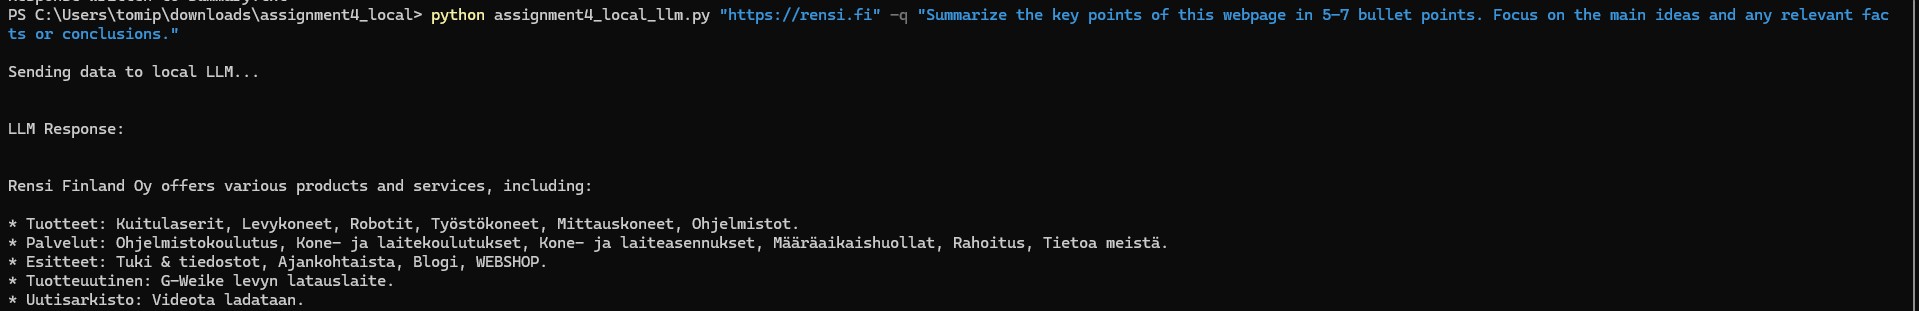 PS C:\Users\tomip\downloads\assignment4_local> python assignment4_local_llm.py "https://rensi.fi" -q "Summarize the key points of this webpage in 5-7 bullet points. Focus on the main ideas and any relevant fac
ts or conclusions."
Sending data to local LLM...
LLM Response:
Rensi Finland Oy offers various products and services, including:
* Tuotteet: Kuitulaserit, Levykoneet, Robotit, Työstökoneet, Mittauskoneet, Ohjelmistot.
* Palvelut: Ohjelmistokoulutus, Kone- ja laitekoulutukset, Kone- ja laiteasennukset, Määräaikaishuollat, Rahoitus, Tietoa meistä.
* Esitteet: Tuki & tiedostot, Ajankohtaista, Blogi, WEBSHOP.
* Tuotteuutinen: G-Weike levyn latauslaite.
* Uutisarkisto: Videota ladataan.